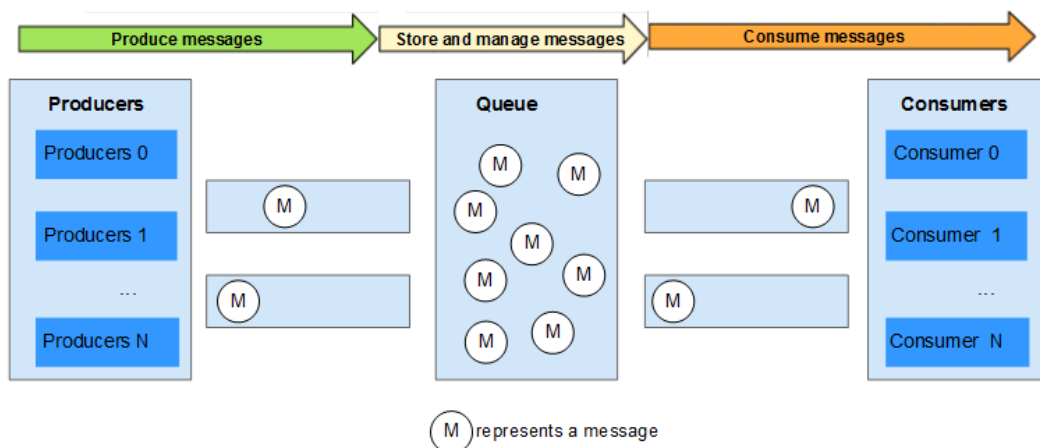 Produce messages
Store and manage messages
Consume messages
Producers
Queue
Consumers
Producers 0
M
M
Consumer 0
M
M
M
Producers 1
M
Consumer 1
M
M
...
M
M
...
Producers N
M
M
Consumer N
M represents a message